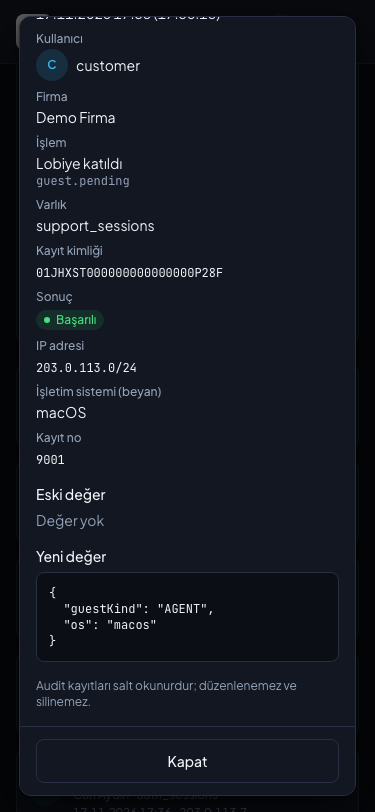 Kullanıcı
C customer
Firma
Demo Firma
İşlem
Lobiye katıldı
guest.pending
Varlık
support_sessions
Kayıt kimliği
01JHXST000000000000000P28F
Sonuç
Başarılı
IP adresi
203.0.113.0/24
İşletim sistemi (beyan)
macOS
Kayıt no
9001
Eski değer
Değer yok
Yeni değer
{
  "guestKind": "AGENT",
  "os": "macos"
}
Audit kayıtları salt okunurdur; düzenlenemez ve
silinemez.
Kapat